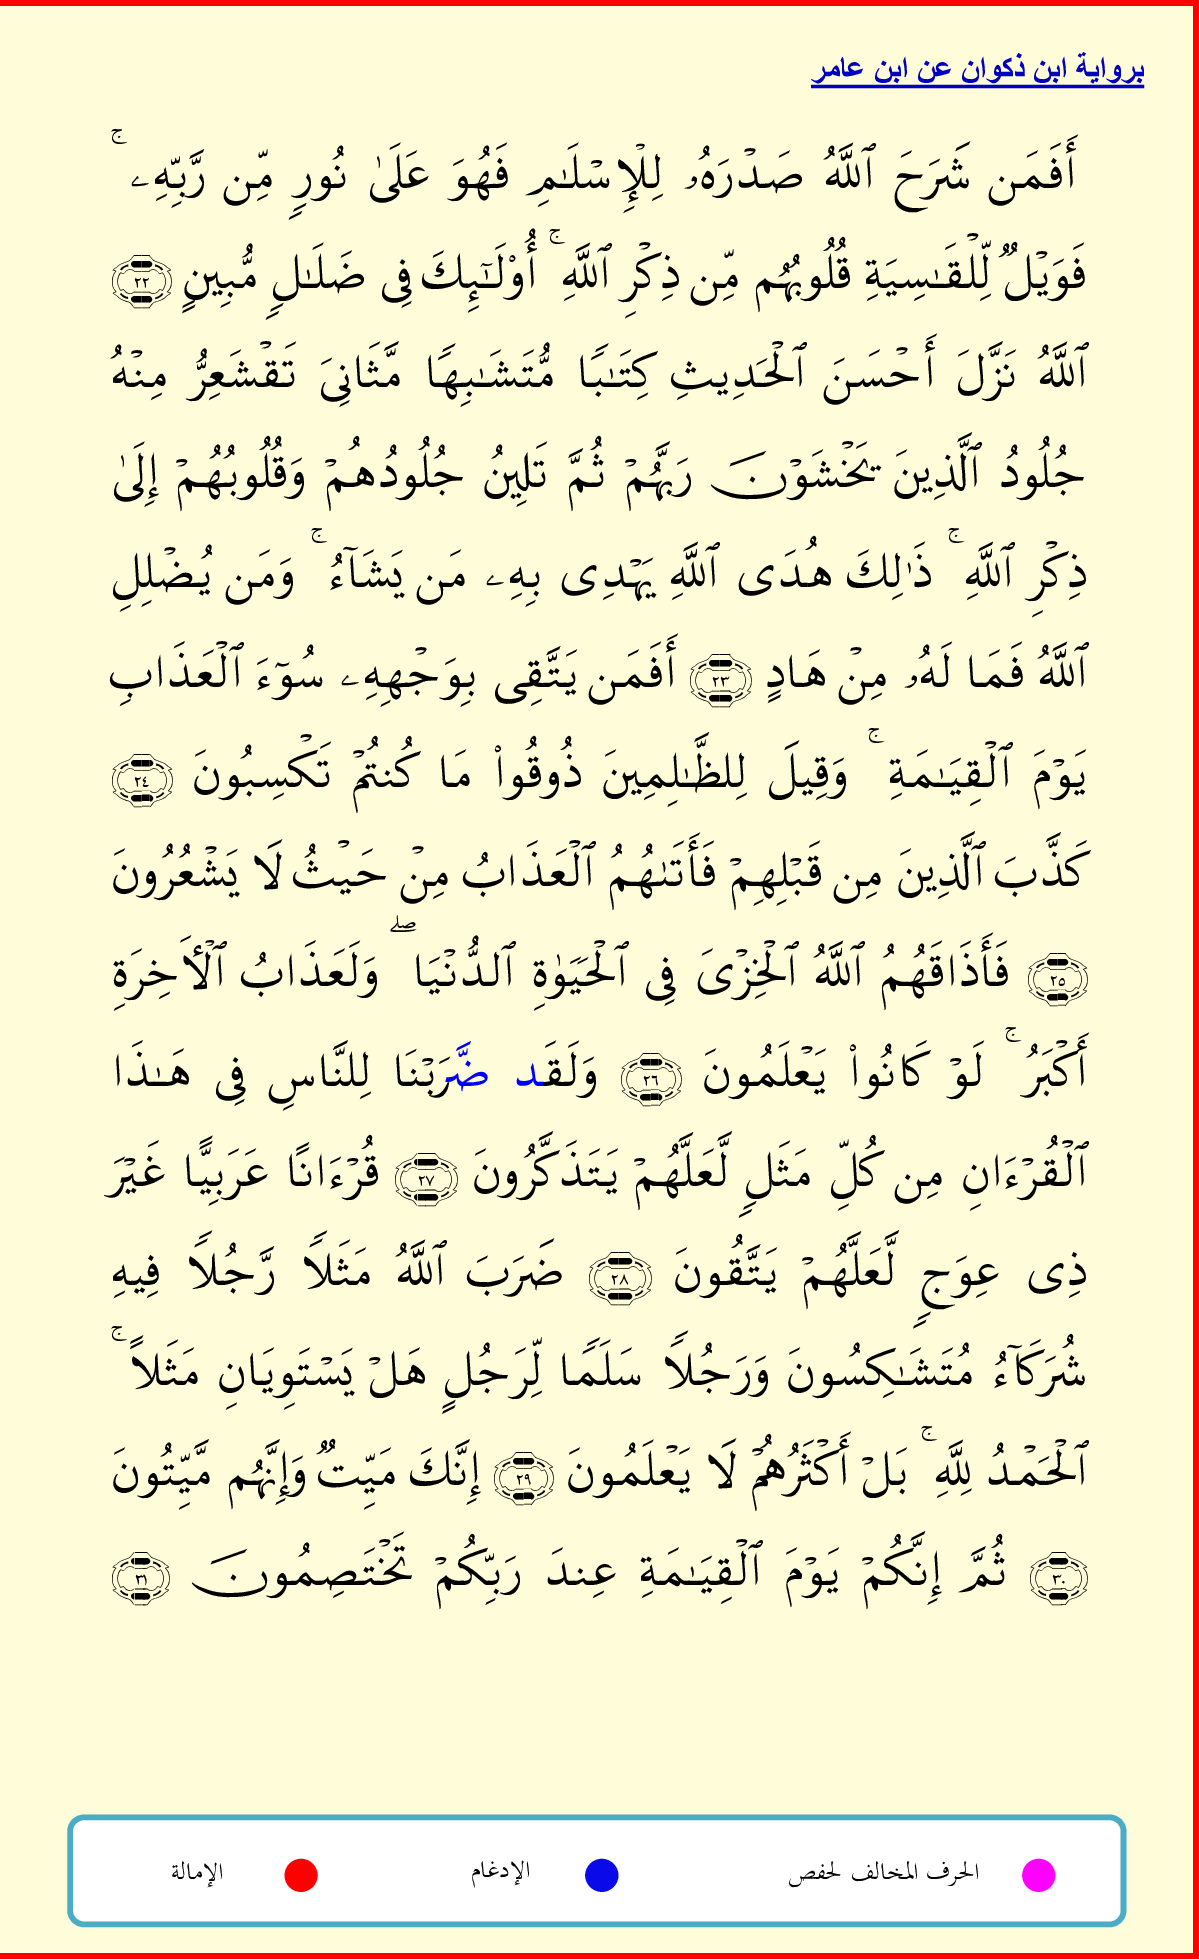 برواية ابن ذكوان عن ابن عامر
أَفَمَن شَرَحَ ٱللَّهُ صَدْرَهُۥ لِلْإِسْلَٰمِ فَهُوَ عَلَىٰ نُورٍ مِّن رَّبِّهِۦ ۚ
فَوَيْلٌ لِّلْقَٰسِيَةِ قُلُوبُهُم مِّن ذِكْرِ ٱللَّهِ ۚ أُوْلَٰٓئِكَ فِى ضَلَٰلٍ مُّبِينٍ ٢٢
ٱللَّهُ نَزَّلَ أَحْسَنَ ٱلْحَدِيثِ كِتَٰبًا مُّتَشَٰبِهًا مَّثَانِىَ تَقْشَعِرُّ مِنْهُ
جُلُودُ ٱلَّذِينَ يَخْشَوْنَ رَبَّهُمْ ثُمَّ تَلِينُ جُلُودُهُمْ وَقُلُوبُهُمْ إِلَىٰ
ذِكْرِ ٱللَّهِ ۚ ذَٰلِكَ هُدَى ٱللَّهِ يَهْدِى بِهِۦ مَن يَشَآءُ ۚ وَمَن يُضْلِلِ
ٱللَّهُ فَمَا لَهُۥ مِنْ هَادٍ ٢٣ أَفَمَن يَتَّقِى بِوَجْهِهِۦ سُوٓءَ ٱلْعَذَابِ
يَوْمَ ٱلْقِيَٰمَةِ ۚ وَقِيلَ لِلظَّٰلِمِينَ ذُوقُواْ مَا كُنتُمْ تَكْسِبُونَ ٢٤
كَذَّبَ ٱلَّذِينَ مِن قَبْلِهِمْ فَأَتَىٰهُمُ ٱلْعَذَابُ مِنْ حَيْثُ لَا يَشْعُرُونَ
٢٥ فَأَذَاقَهُمُ ٱللَّهُ ٱلْخِزْىَ فِى ٱلْحَيَوٰةِ ٱلدُّنْيَا ۖ وَلَعَذَابُ ٱلْأَخِرَةِ
أَكْبَرُ ۚ لَوْ كَانُواْ يَعْلَمُونَ ٢٦ وَلَقَد ضَّرَبْنَا لِلنَّاسِ فِى هَٰذَا
ٱلْقُرْءَانِ مِن كُلِّ مَثَلٍ لَّعَلَّهُمْ يَتَذَكَّرُونَ ٢٧ قُرْءَانًا عَرَبِيًّا غَيْرَ
ذِى عِوَجٍ لَّعَلَّهُمْ يَتَّقُونَ ٢٨ ضَرَبَ ٱللَّهُ مَثَلًا رَّجُلًا فِيهِ
شُرَكَآءُ مُتَشَٰكِسُونَ وَرَجُلًا سَلَمًا لِّرَجُلٍ هَلْ يَسْتَوِيَانِ مَثَلًا ۚ
ٱلْحَمْدُ لِلَّهِ ۚ بَلْ أَكْثَرُهُمْ لَا يَعْلَمُونَ ٢٩ إِنَّكَ مَيِّتٌ وَإِنَّهُم مَّيِّتُونَ
٣٠ ثُمَّ إِنَّكُمْ يَوْمَ ٱلْقِيَٰمَةِ عِندَ رَبِّكُمْ تَخْتَصِمُونَ ٣١
الحرف المخالف لحفص الإدغام الإمالة